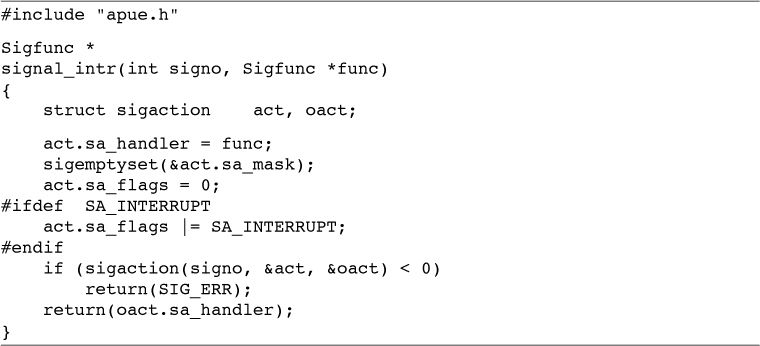 #include "apue.h"
Sigfunc *
signal_intr(int signo, Sigfunc *func)
{
    struct sigaction    act, oact;
    act.sa_handler = func;
    sigemptyset(&act.sa_mask);
    act.sa_flags = 0;
#ifdef  SA_INTERRUPT
    act.sa_flags |= SA_INTERRUPT;
#endif
    if (sigaction(signo, &act, &oact) < 0)
        return(SIG_ERR);
    return(oact.sa_handler);
}